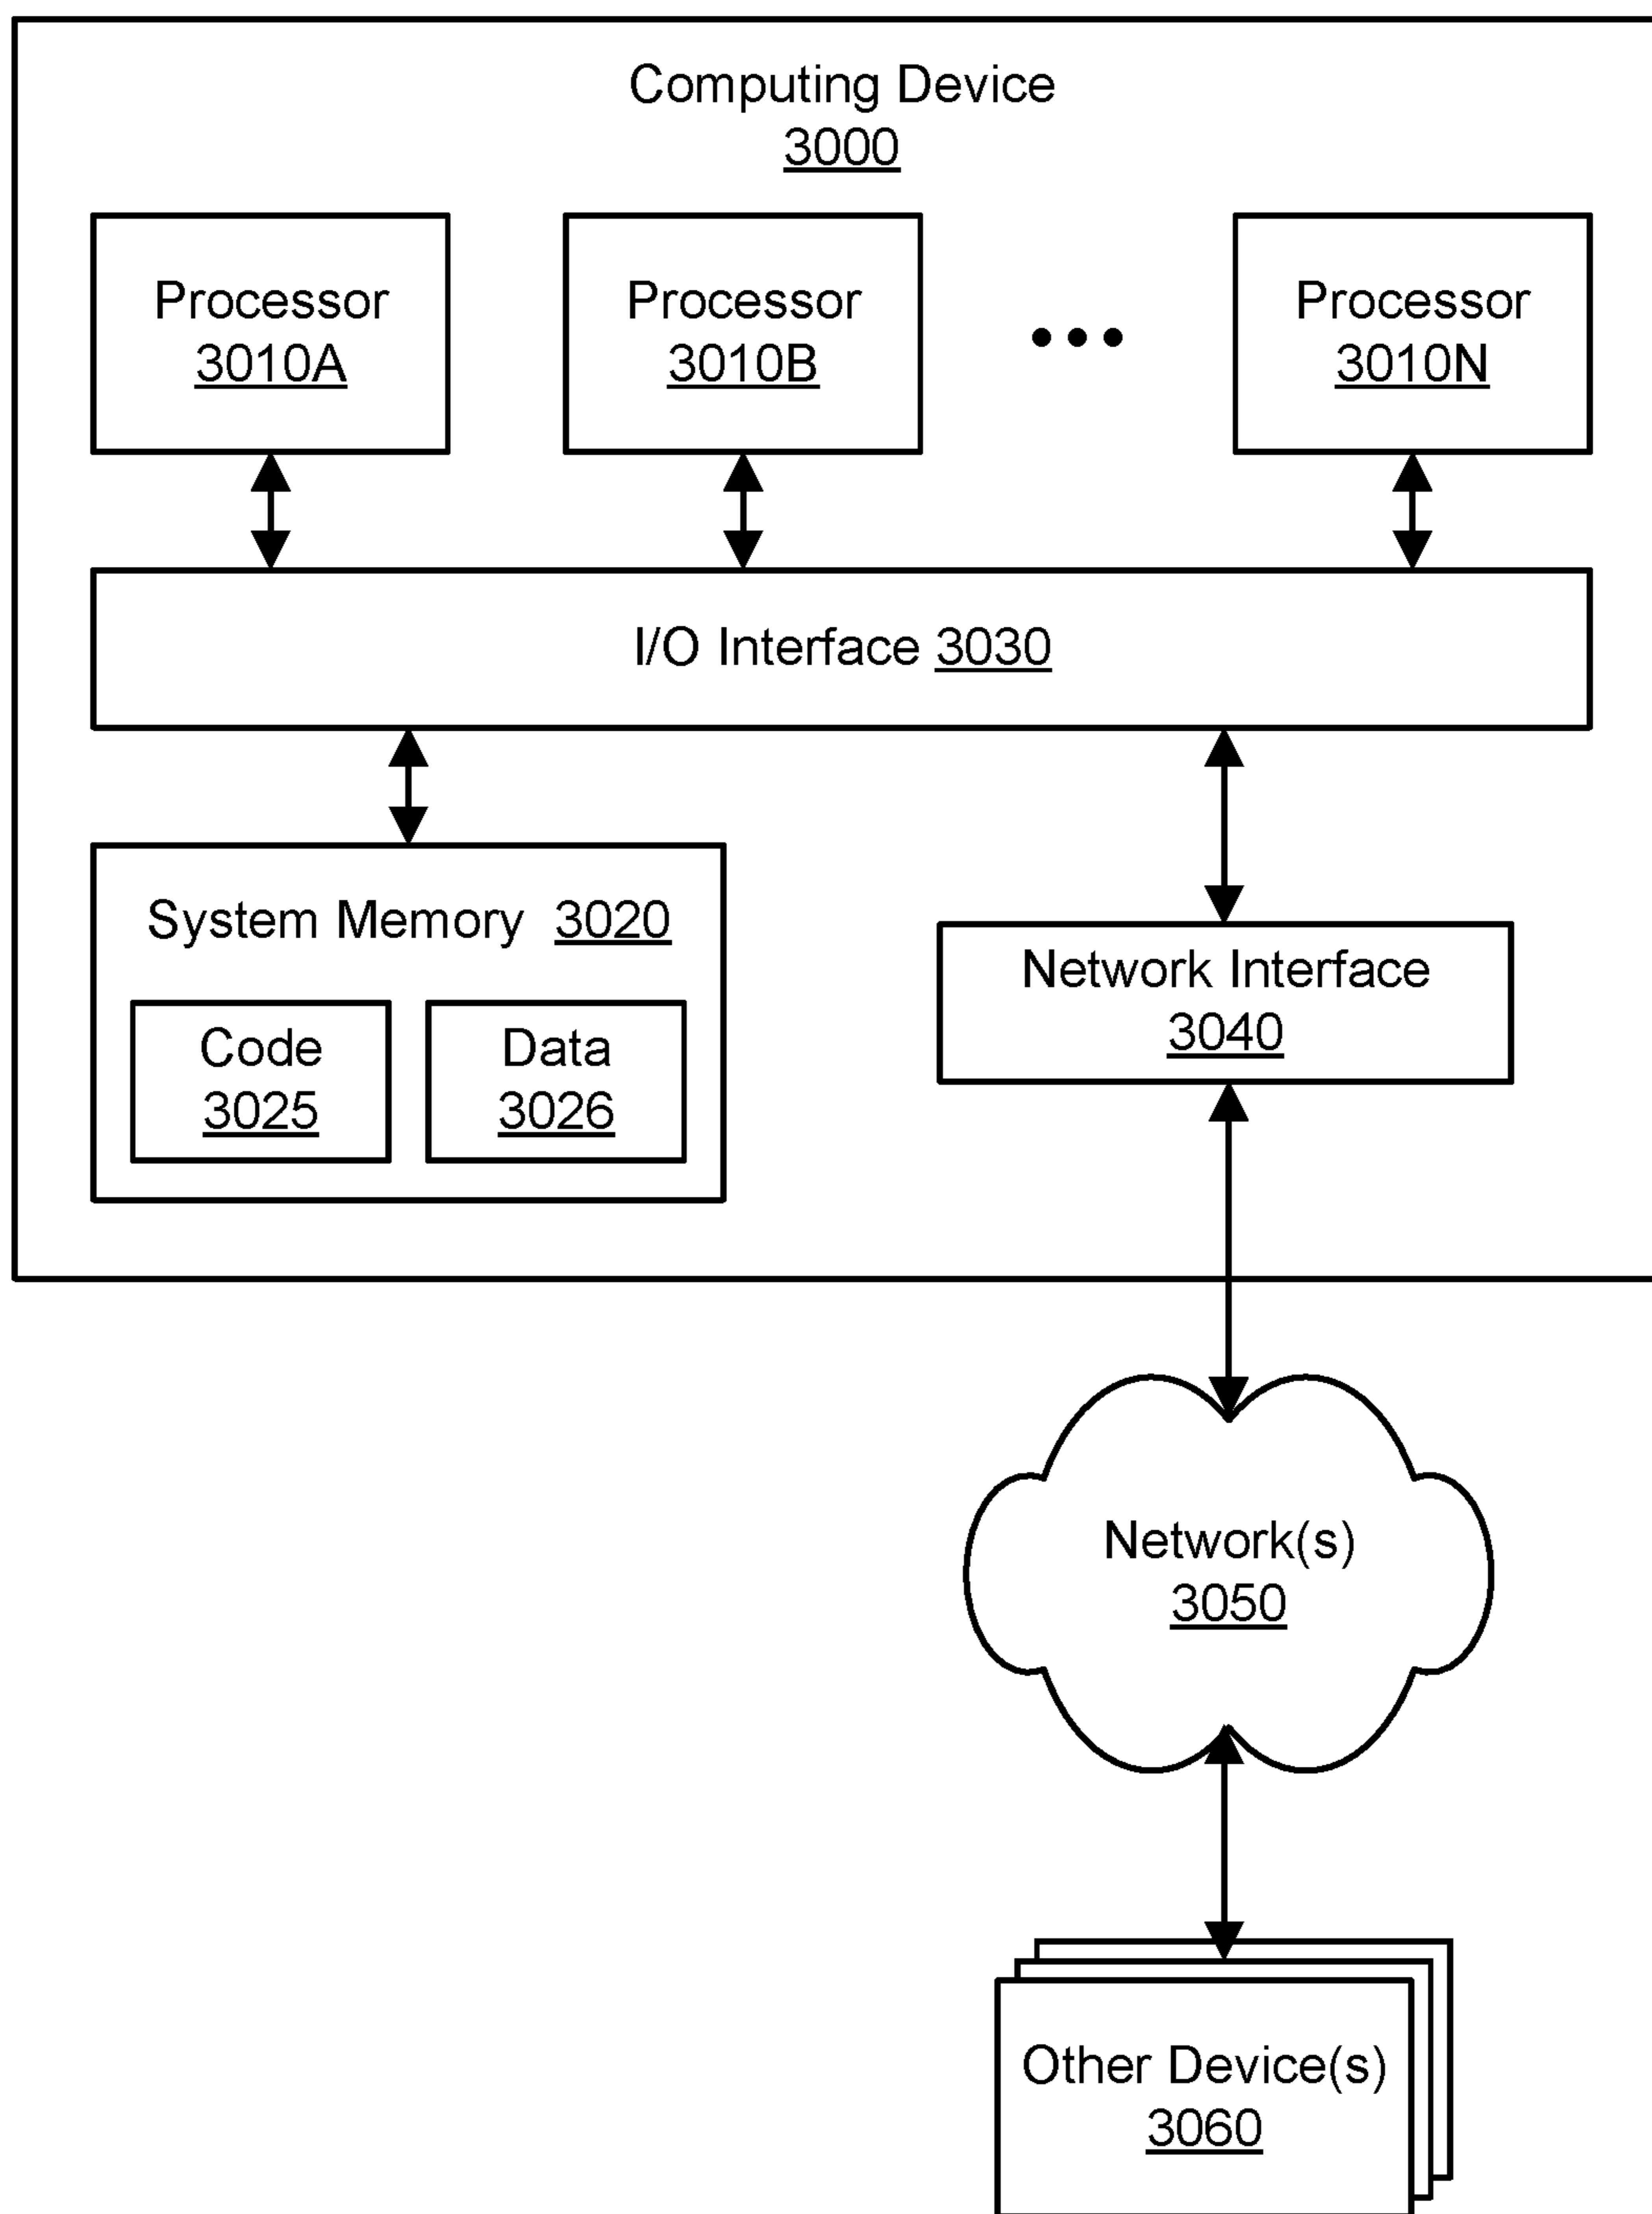 Computing Device
3000
Processor
3010A
Processor
3010B
Processor
3010N
I/O Interface 3030
System Memory 3020
Code
3025
Data
3026
Network Interface
3040
Network(s)
3050
Other Device(s)
3060